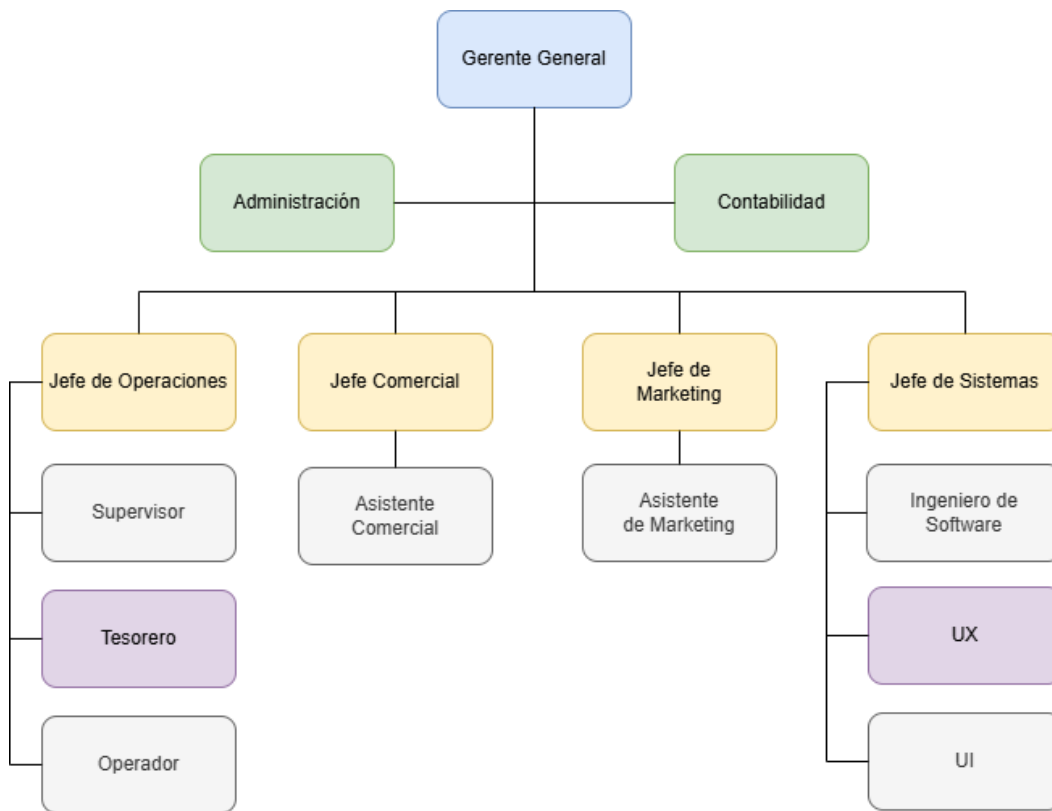 Gerente General
Administración
Contabilidad
Jefe de Operaciones
Jefe Comercial
Jefe de
Marketing
Jefe de Sistemas
Supervisor
Asistente
Comercial
Asistente
de Marketing
Ingeniero de
Software
Tesorero
UX
Operador
UI